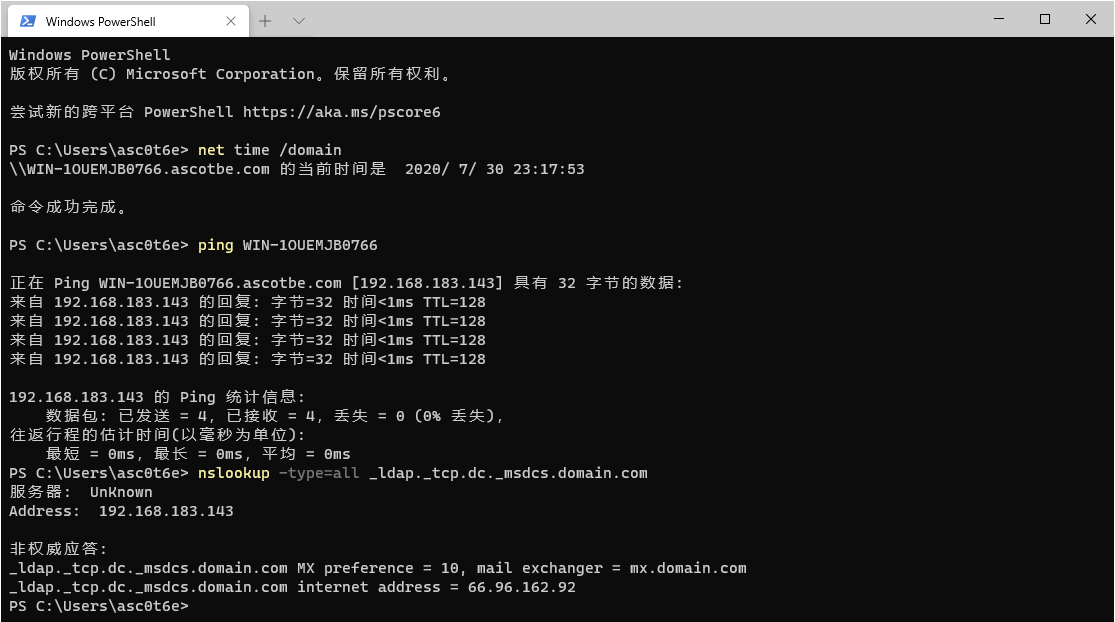 Windows PowerShell
Windows PowerShell
版权所有 (C) Microsoft Corporation。保留所有权利。
尝试新的跨平台 PowerShell https://aka.ms/pscore6
PS C:\Users\asc0t6e> net time /domain
\\WIN-1OUEMJB0766.ascotbe.com 的当前时间是  2020/ 7/ 30 23:17:53
命令成功完成。
PS C:\Users\asc0t6e> ping WIN-1OUEMJB0766
正在 Ping WIN-1OUEMJB0766.ascotbe.com [192.168.183.143] 具有 32 字节的数据:
来自 192.168.183.143 的回复: 字节=32 时间<1ms TTL=128
来自 192.168.183.143 的回复: 字节=32 时间<1ms TTL=128
来自 192.168.183.143 的回复: 字节=32 时间<1ms TTL=128
来自 192.168.183.143 的回复: 字节=32 时间<1ms TTL=128
192.168.183.143 的 Ping 统计信息:
    数据包: 已发送 = 4，已接收 = 4，丢失 = 0 (0% 丢失)，
往返行程的估计时间(以毫秒为单位):
    最短 = 0ms，最长 = 0ms，平均 = 0ms
PS C:\Users\asc0t6e> nslookup -type=all _ldap._tcp.dc._msdcs.domain.com
服务器:  UnKnown
Address:  192.168.183.143
非权威应答:
_ldap._tcp.dc._msdcs.domain.com MX preference = 10, mail exchanger = mx.domain.com
_ldap._tcp.dc._msdcs.domain.com internet address = 66.96.162.92
PS C:\Users\asc0t6e>